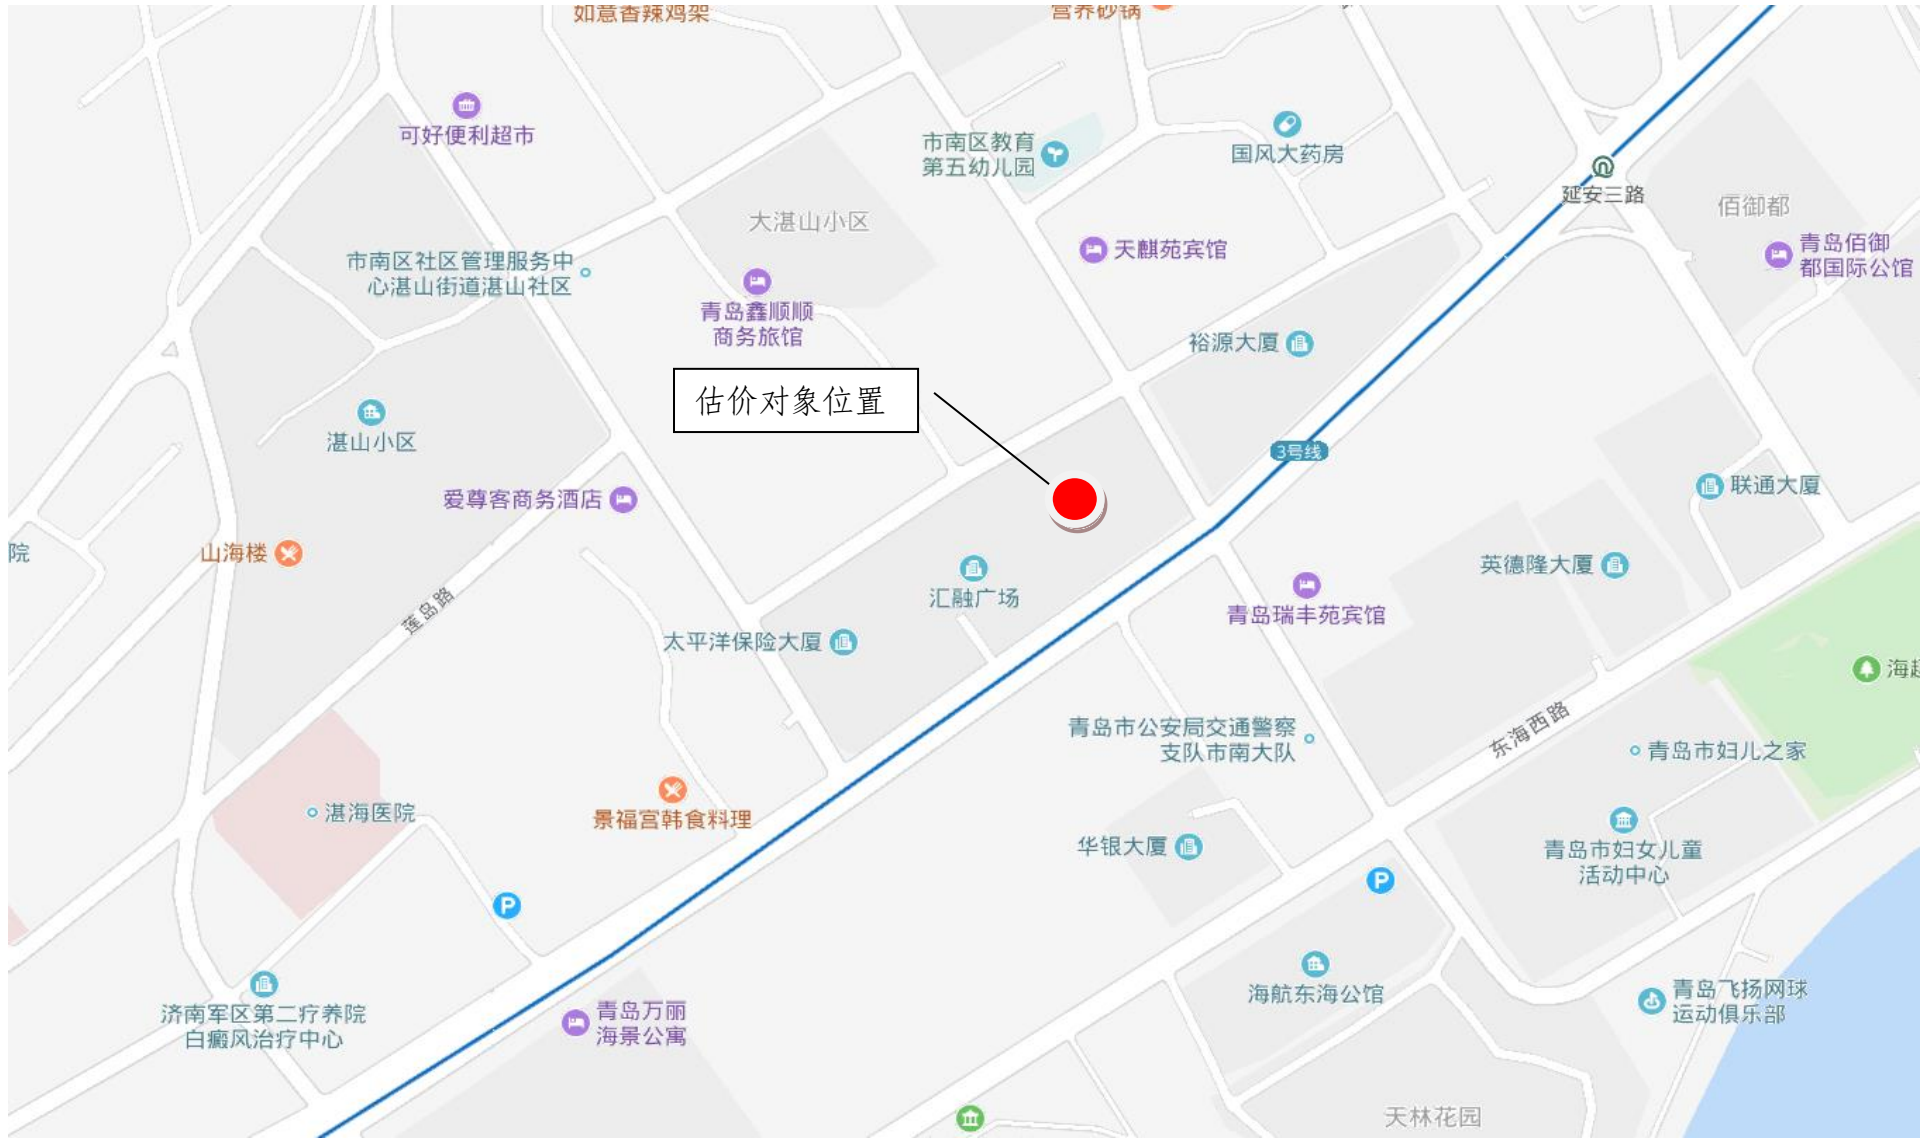 如意香辣鸡架
营养砂锅
可好便利超市
市南区教育
第五幼儿园
国风大药房
延安三路
佰御都
大湛山小区
天麒苑宾馆
青岛佰御
都国际公馆
市南区社区管理服务中
心湛山街道湛山社区
青岛鑫顺顺
商务旅馆
裕源大厦
估价对象位置
湛山小区
3号线
爱尊客商务酒店
联通大厦
院
山海楼
英德隆大厦
汇融广场
青岛瑞丰苑宾馆
莲岛路
太平洋保险大厦
青岛市公安局交通警察
支队市南大队
东海西路
青岛市妇儿之家
湛海医院
景福宫韩食料理
华银大厦
青岛市妇女儿童
活动中心
P
P
海航东海公馆
青岛飞扬网球
运动俱乐部
济南军区第二疗养院
白癜风治疗中心
青岛万丽
海景公寓
天林花园